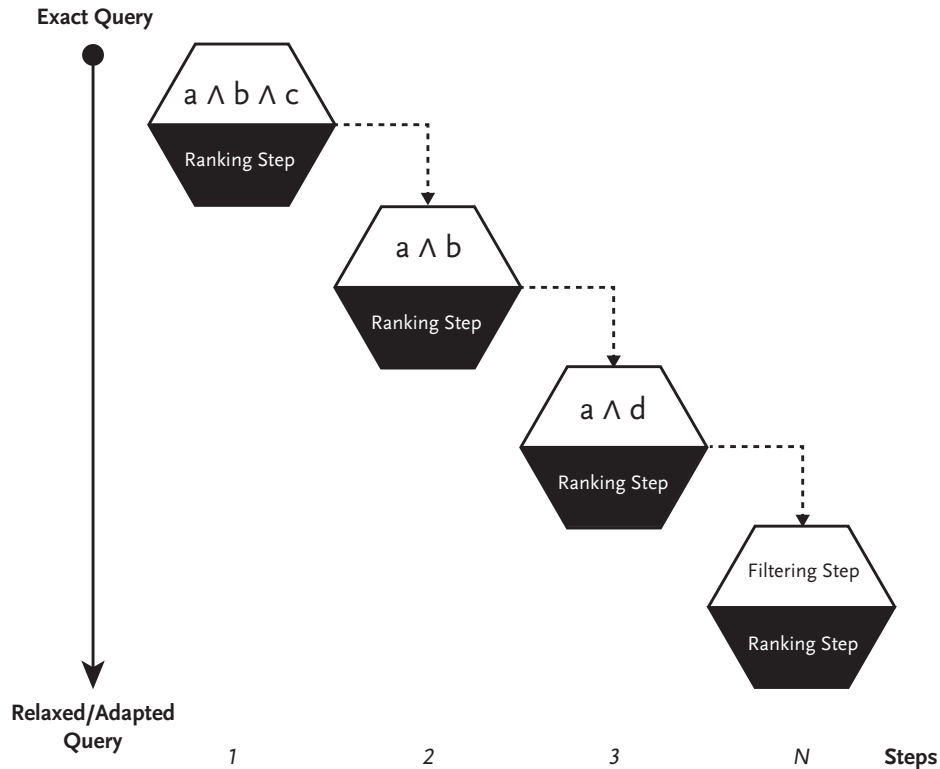 Exact Query
a ∧ b ∧ c
Ranking Step
a ∧ b
Ranking Step
a ∧ d
Ranking Step
Filtering Step
Ranking Step
Relaxed/Adapted
Query
1 2 3 N Steps